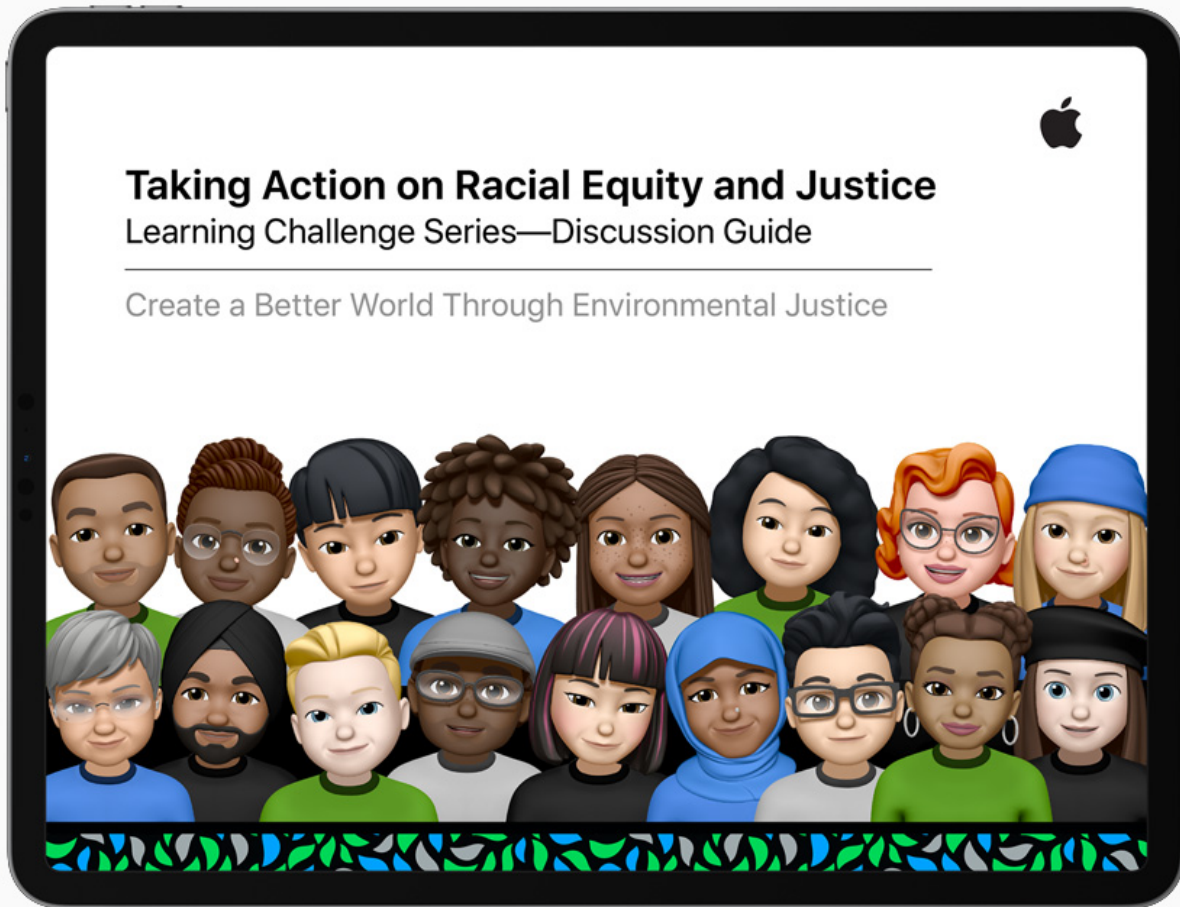 Taking Action on Racial Equity and Justice
Learning Challenge Series—Discussion Guide
Create a Better World Through Environmental Justice